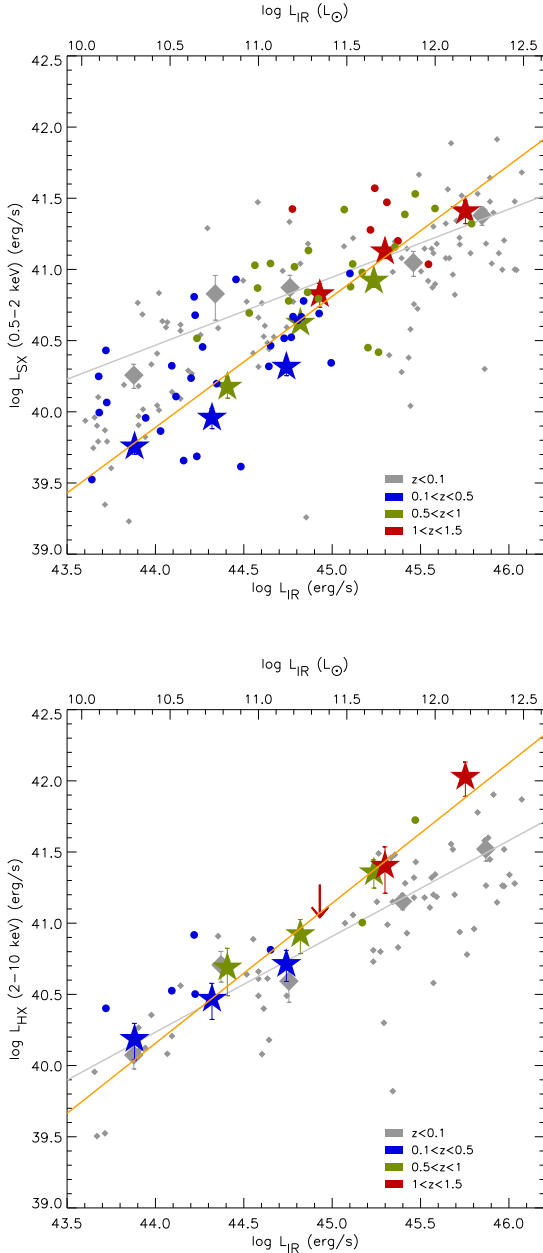 log L_IR (L_⊙)
10.0 10.5 11.0 11.5 12.0 12.5
42.5
42.0
41.5
41.0
40.5
40.0
39.5
39.0
log L_SX (0.5−2 keV) (erg/s)
z<0.1
0.1<z<0.5
0.5<z<1
1<z<1.5
43.5 44.0 44.5 45.0 45.5 46.0
log L_IR (erg/s)
log L_IR (L_⊙)
10.0 10.5 11.0 11.5 12.0 12.5
42.5
42.0
41.5
41.0
40.5
40.0
39.5
39.0
log L_HX (2−10 keV) (erg/s)
z<0.1
0.1<z<0.5
0.5<z<1
1<z<1.5
43.5 44.0 44.5 45.0 45.5 46.0
log L_IR (erg/s)